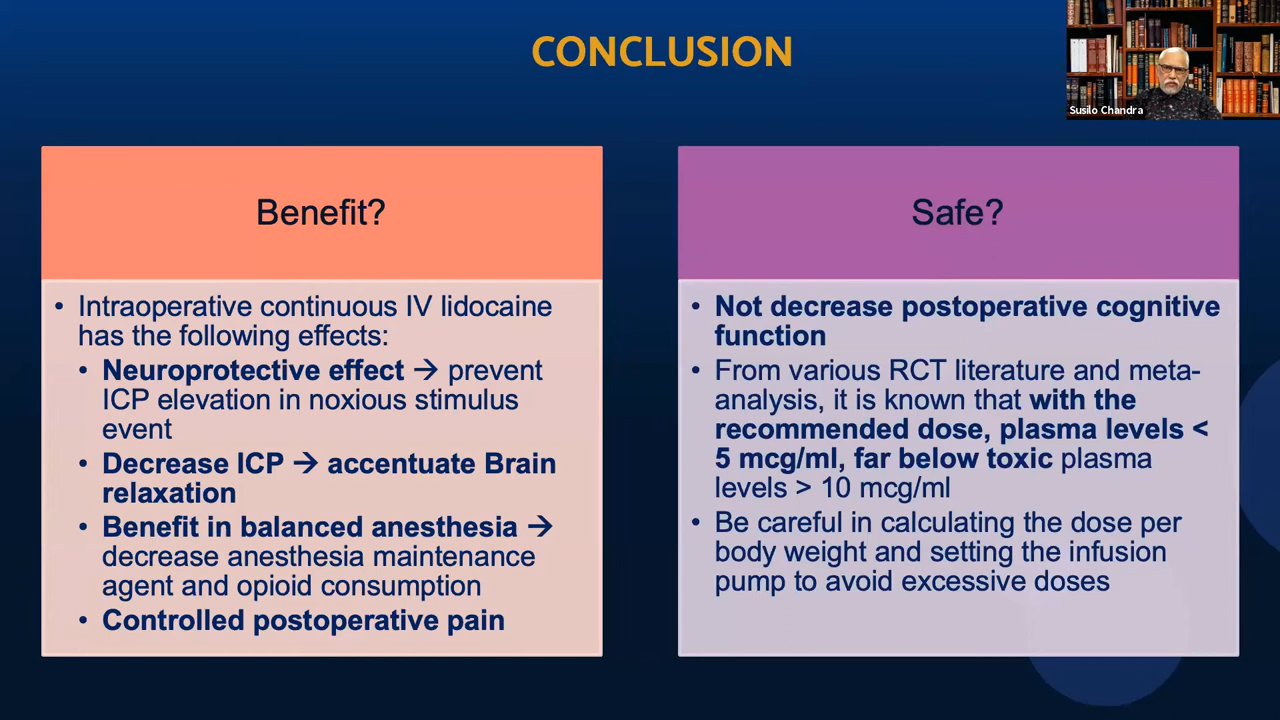 CONCLUSION
Susilo Chandra
Benefit?
• Intraoperative continuous IV lidocaine
has the following effects:
• Neuroprotective effect → prevent
ICP elevation in noxious stimulus
event
• Decrease ICP → accentuate Brain
relaxation
• Benefit in balanced anesthesia →
decrease anesthesia maintenance
agent and opioid consumption
• Controlled postoperative pain
Safe?
• Not decrease postoperative cognitive
function
• From various RCT literature and meta-
analysis, it is known that with the
recommended dose, plasma levels <
5 mcg/ml, far below toxic plasma
levels > 10 mcg/ml
• Be careful in calculating the dose per
body weight and setting the infusion
pump to avoid excessive doses